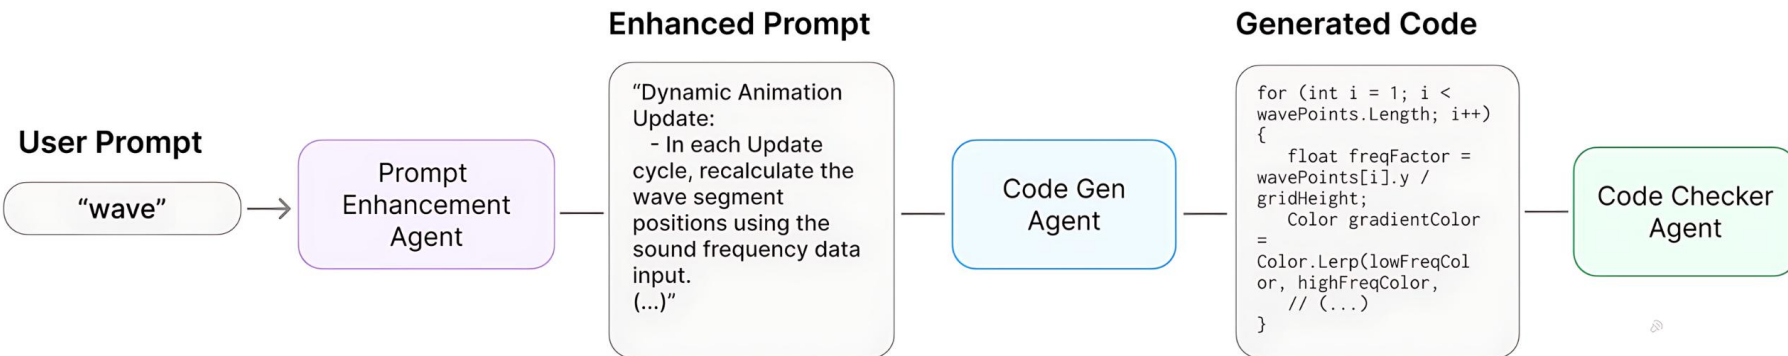 User Prompt
“wave”
Prompt
Enhancement
Agent
Enhanced Prompt
“Dynamic Animation
Update:
- In each Update
cycle, recalculate the
wave segment
positions using the
sound frequency data
input.
(...)”
Code Gen
Agent
Generated Code
for (int i = 1; i <
wavePoints.Length; i++)
{
float freqFactor =
wavePoints[i].y /
gridHeight;
Color gradientColor
=
Color.Lerp(lowFreqCol
or, highFreqColor,
// (...)
}
Code Checker
Agent